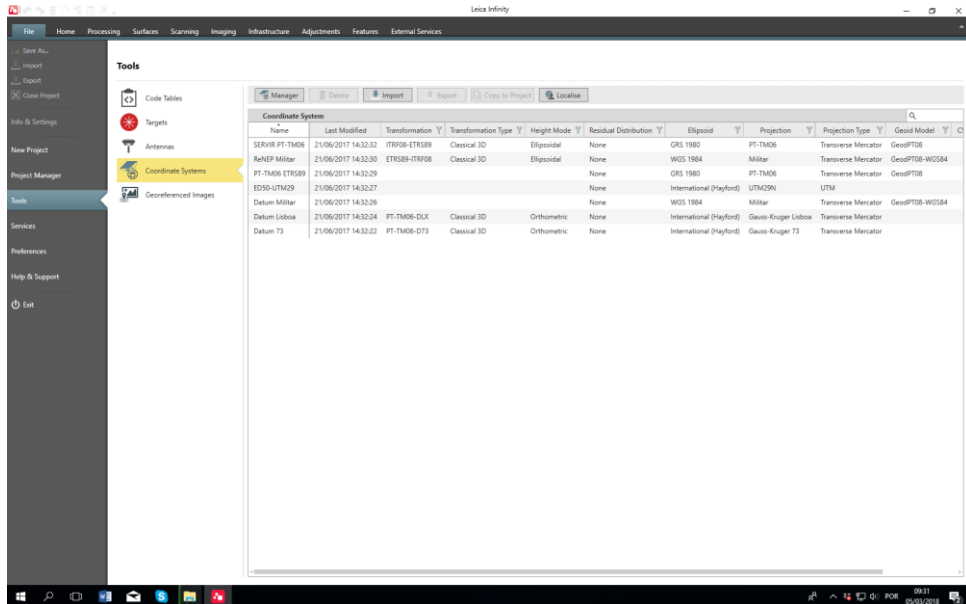 Leica Infinity
File Home Processing Surfaces Scanning Imaging Infrastructure Adjustments Features External Services
Save As...
Import
Export
Close Project
Info & Settings
New Project
Project Manager
Tools
Services
Preferences
Help & Support
Exit
Tools
Code Tables
Targets
Antennas
Coordinate Systems
Georeferenced Images
Manager Delete Import Export Copy to Project Localise
Coordinate System
Name Last Modified Transformation Transformation Type Height Mode Residual Distribution Ellipsoid Projection Projection Type Geoid Model
SERVIR PT-TM06 21/06/2017 14:32:32 ITRF08-ETRS89 Classical 3D Ellipsoidal None GRS 1980 PT-TM06 Transverse Mercator GeodPT08
ReNEP Militar 21/06/2017 14:32:30 ETRS89-ITRF08 Classical 3D Ellipsoidal None WGS 1984 Militar Transverse Mercator GeodPT08-WGS84
PT-TM06 ETRS89 21/06/2017 14:32:29 None GRS 1980 PT-TM06 Transverse Mercator GeodPT08
ED50-UTM29 21/06/2017 14:32:27 None International (Hayford) UTM29N UTM
Datum Militar 21/06/2017 14:32:26 None WGS 1984 Militar Transverse Mercator GeodPT08-WGS84
Datum Lisboa 21/06/2017 14:32:24 PT-TM06-DLX Classical 3D Orthometric None International (Hayford) Gauss-Kruger Lisboa Transverse Mercator
Datum 73 21/06/2017 14:32:22 PT-TM06-D73 Classical 3D Orthometric None International (Hayford) Gauss-Kruger 73 Transverse Mercator
POR
09:31
05/03/2018